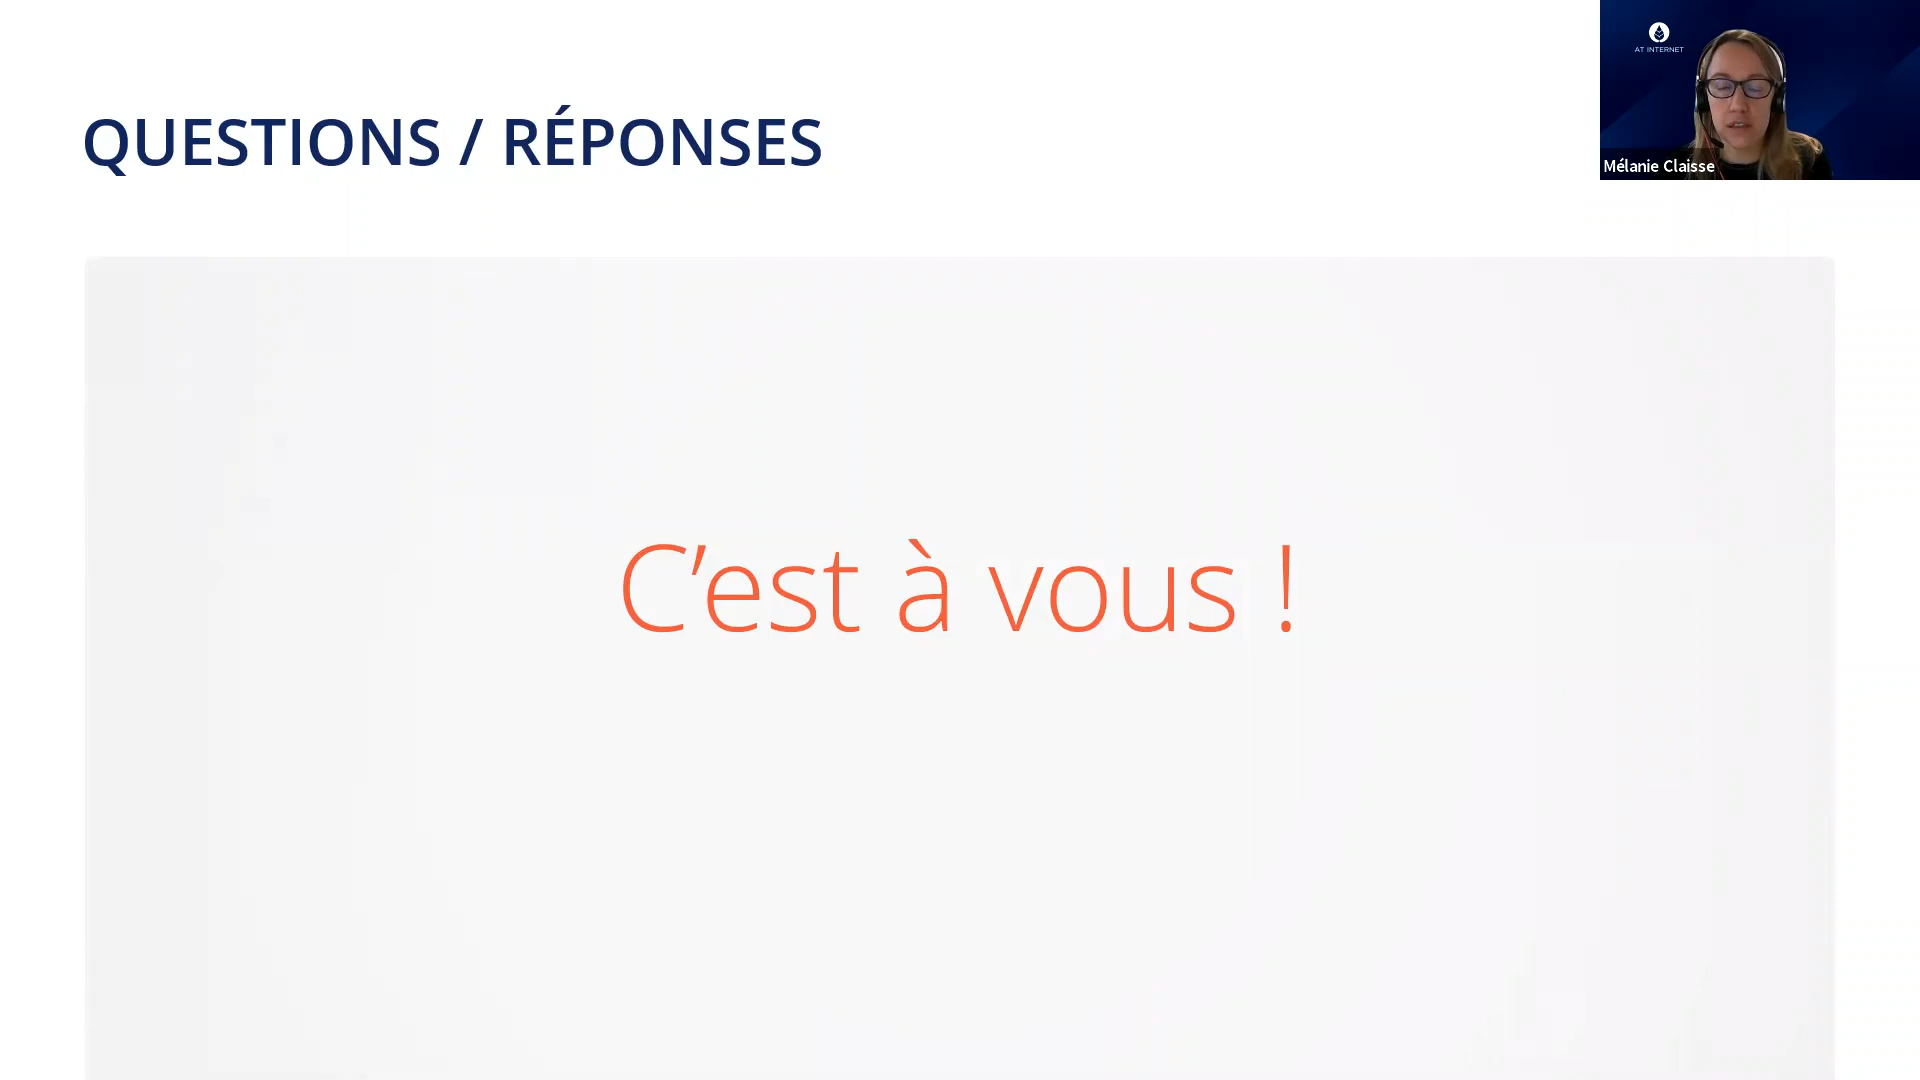 QUESTIONS / RÉPONSES
AT INTERNET
Mélanie Claisse
C’est à vous !